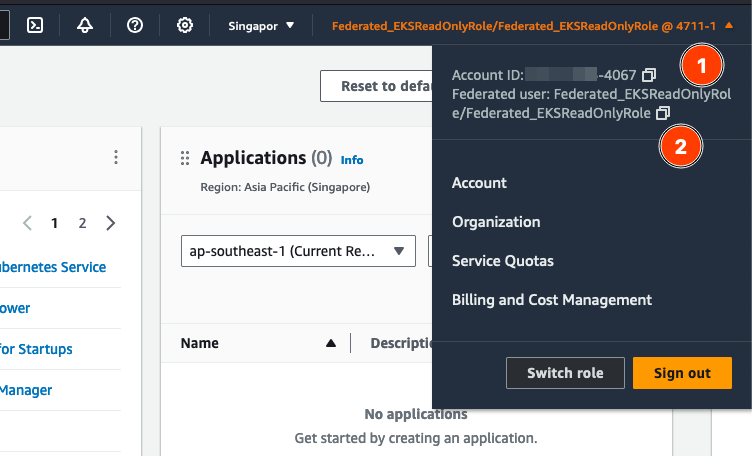 Singapor
Federated_EKSReadOnlyRole/Federated_EKSReadOnlyRole @ 4711-1
1
Account ID: -4067
Federated user: Federated_EKSReadOnlyRol
e/Federated_EKSReadOnlyRole
2
Account
Organization
Service Quotas
Billing and Cost Management
Switch role
Sign out
Reset to defau
Applications (0) Info
Region: Asia Pacific (Singapore)
1 2
ap-southeast-1 (Current Re...
ubernetes Service
ower
for Startups
Manager
Name
Descriptio
No applications
Get started by creating an application.